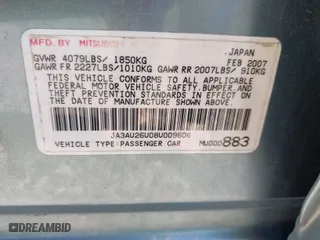 MFD BY MITSUBISHI
JAPAN
GVWR 4079LBS/ 1850KG
FEB 2007
GAWR FR 2227LBS/1010KG GAWR RR 2007LBS/ 910KG
THIS VEHICLE CONFORMS TO ALL APPLICABLE
FEDERAL MOTOR VEHICLE SAFETY, BUMPER, AND
THEFT PREVENTION STANDARDS IN EFFECT ON THE
DATE OF MANUFACTURE SHOWN ABOVE.
JA3AU26U08U009606
VEHICLE TYPE:PASSENGER CAR
MU000883